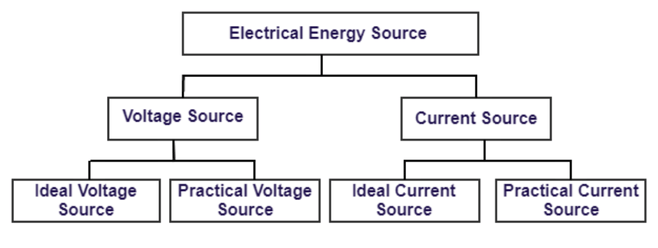 Electrical Energy Source
Voltage Source
Current Source
Ideal Voltage
Source
Practical Voltage
Source
Ideal Current
Source
Practical Current
Source